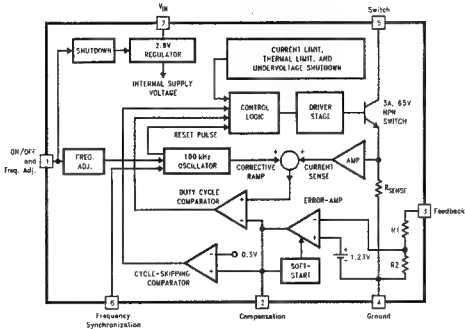 VIN
Switch
7
5
SHUTDOWN
2.9V
REGULATOR
CURRENT LIMIT,
THERMAL LIMIT, AND
UNDERVOLTAGE SHUTDOWN
INTERNAL SUPPLY
VOLTAGE
3A, 65V
NPN
SWITCH
CONTROL
LOGIC
DRIVER
STAGE
RESET PULSE
ON/OFF
and
Freq. Adj.
1
FREQ.
ADJ.
100 kHz
OSCILLATOR
+
+
AMP
CORRECTIVE
RAMP
CURRENT
SENSE
RSENSE
DUTY CYCLE
COMPARATOR
+
-
ERROR-AMP
3
Feedback
R1
-
+
-
+
0.3V
1.23V
R2
SOFT-
START
CYCLE-SKIPPING
COMPARATOR
6
2
4
Frequency
Synchronization
Compensation
Ground